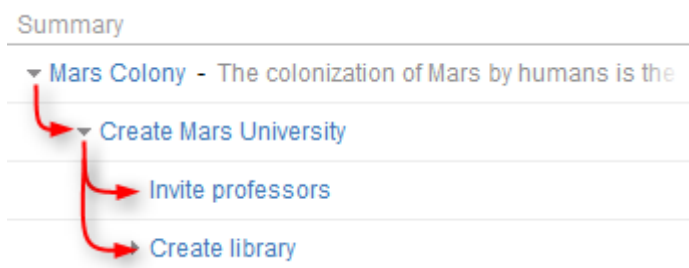 Summary
Mars Colony - The colonization of Mars by humans is the
Create Mars University
Invite professors
Create library